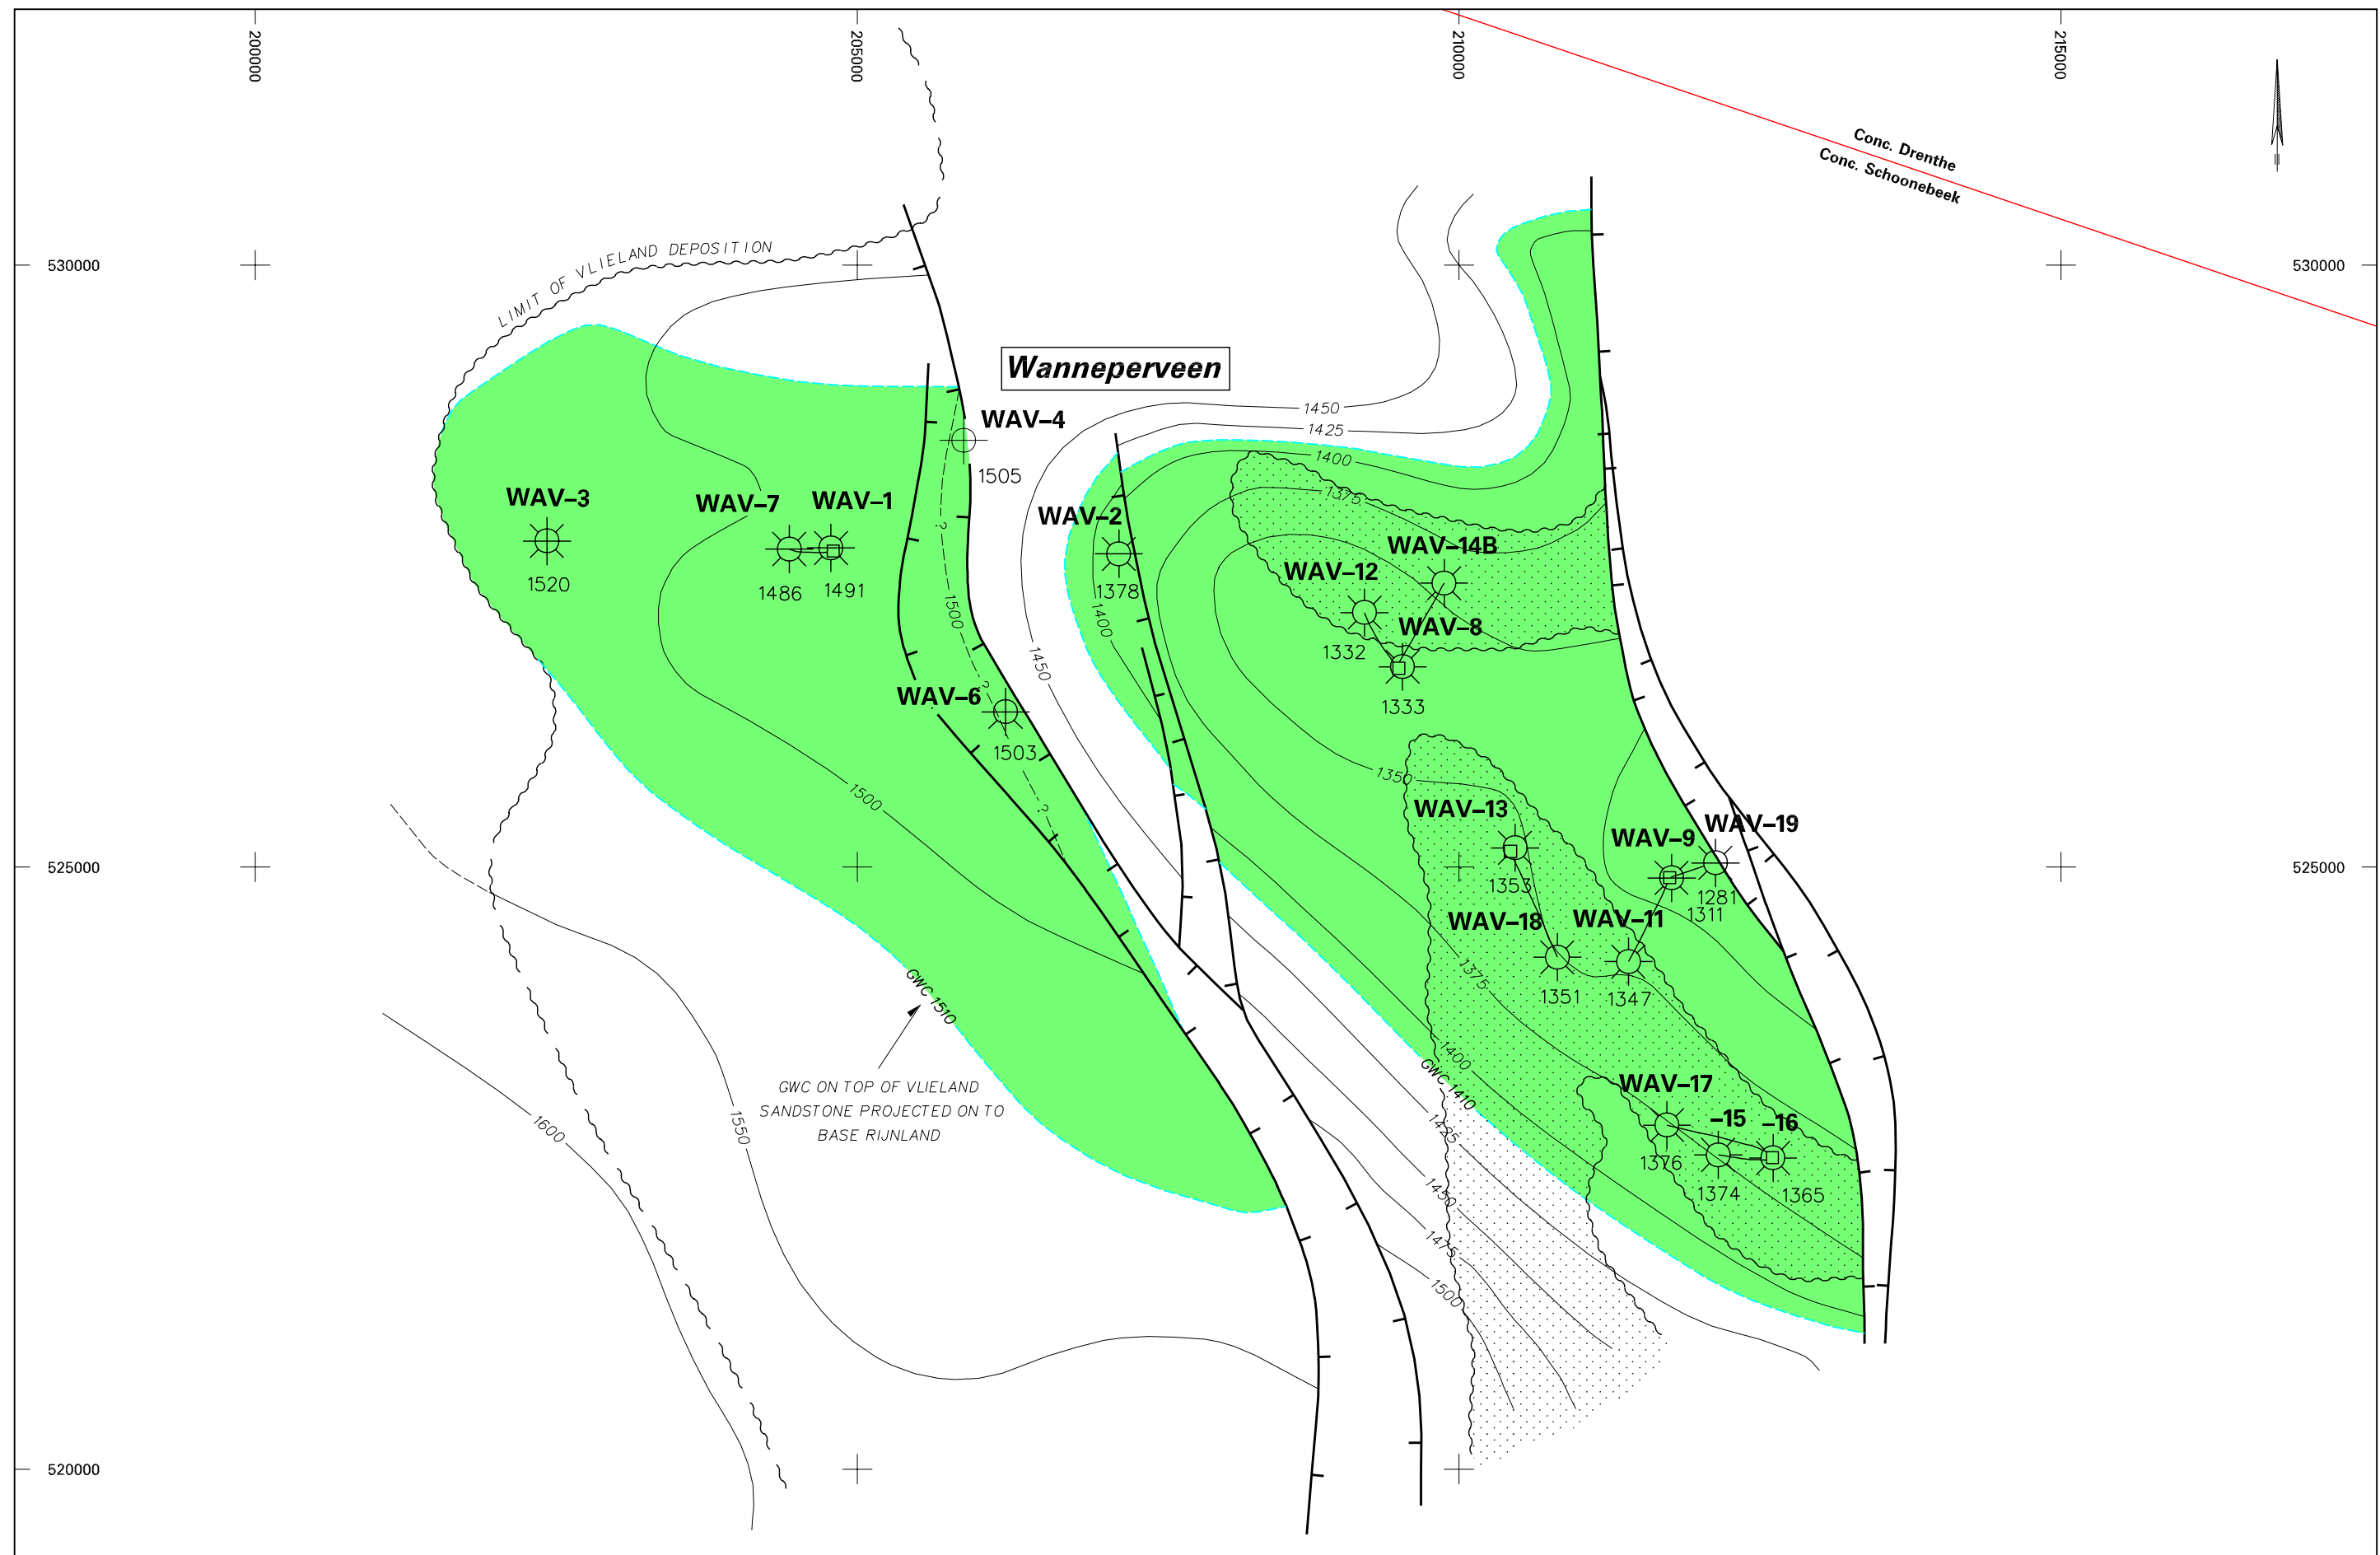 200000
205000
210000
215000
Conc. Drenthe
Conc. Schoonebeek
530000
530000
LIMIT OF VLIELAND DEPOSITION
Wanneperveen
WAV–4
1505
1450
1425
1400
1375
WAV–3
1520
WAV–7
1486
WAV–1
1491
WAV–2
1378
?
1500
1400
1450
WAV–14B
WAV–12
1332
WAV–8
1333
WAV–6
?
1503
?
1500
1350
WAV–13
1353
WAV–9
1311
WAV–19
1281
525000
525000
WAV–18
1351
WAV–11
1347
1375
GWC 1510
GWC ON TOP OF VLIELAND
SANDSTONE PROJECTED ON TO
BASE RIJNLAND
1400
GWC 1410
1425
1450
1475
1500
WAV–17
1376
–15
1374
–16
1365
1550
1600
520000